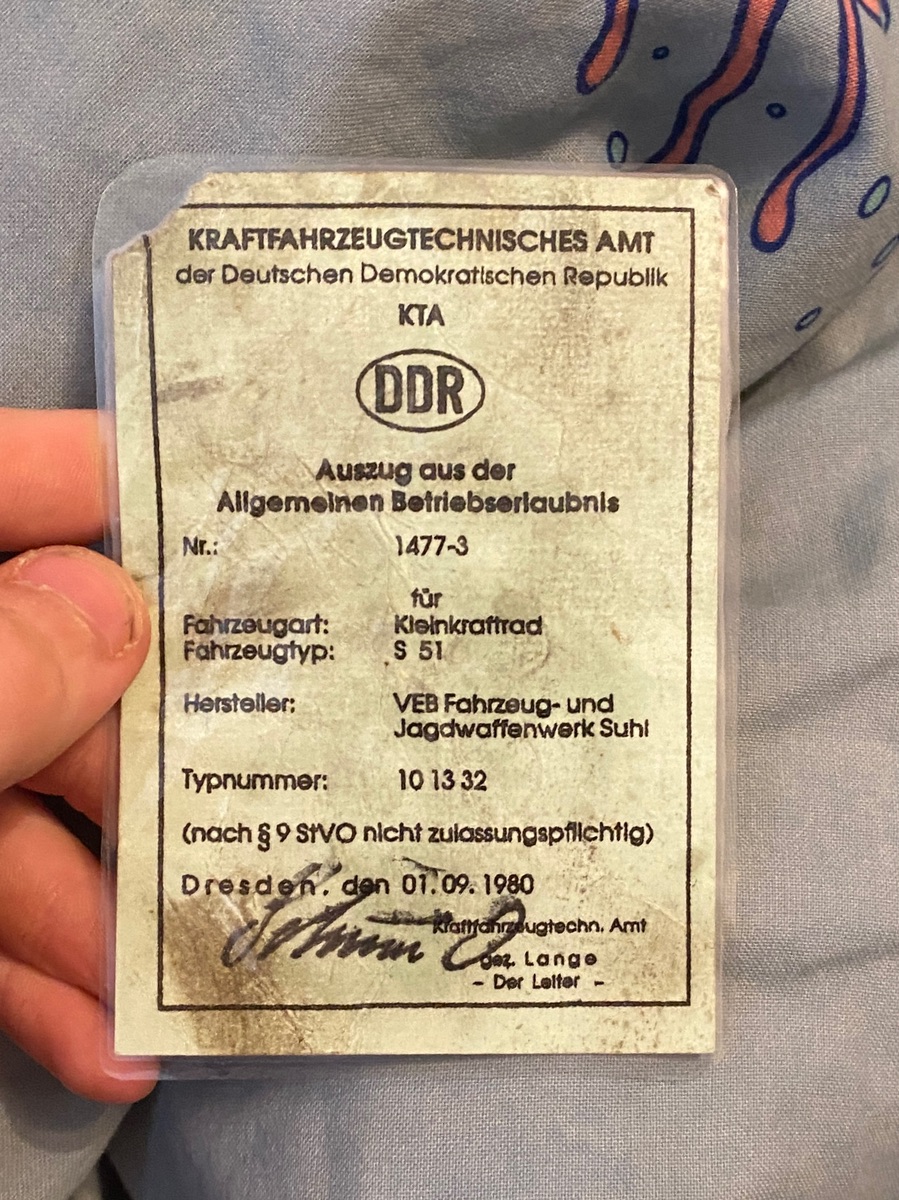 KRAFTFAHRZEUGTECHNISCHES AMT
der Deutschen Demokratischen Republik
KTA
DDR
Auszug aus der
Allgemeinen Betriebserlaubnis
Nr.: 1477-3
für
Fahrzeugart: Kleinkraftrad
Fahrzeugtyp: S 51
Hersteller: VEB Fahrzeug- und
Jagdwaffenwerk Suhl
Typnummer: 10 13 32
(nach § 9 StVO nicht zulassungspflichtig)
Dresden, den 01.09.1980
Kraftfahrzeugtechn. Amt
gez. Lange
- Der Leiter -